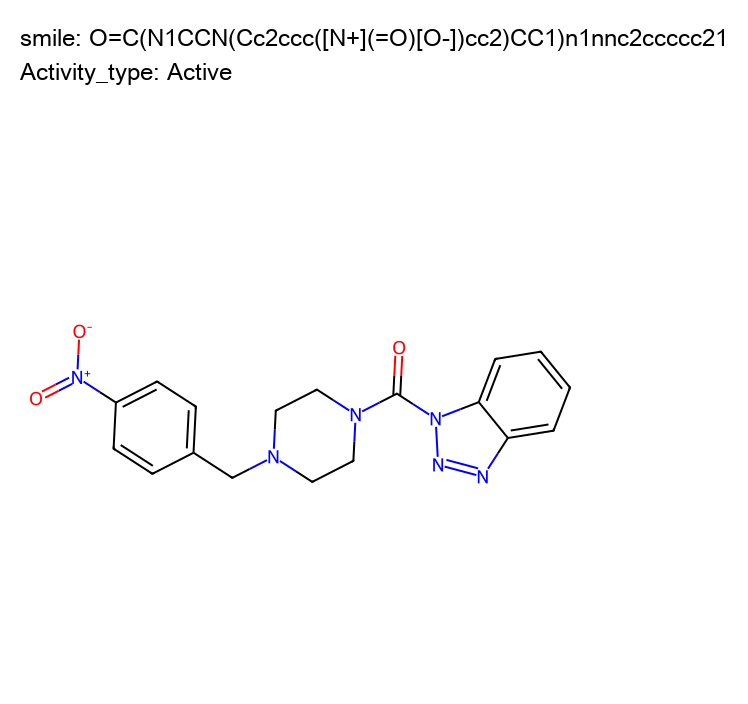 smile: O=C(N1CCN(Cc2ccc([N+](=O)[O-])cc2)CC1)n1nnc2ccccc21
Activity_type: Active
O-
N+
O
N
N
O
N
N
N